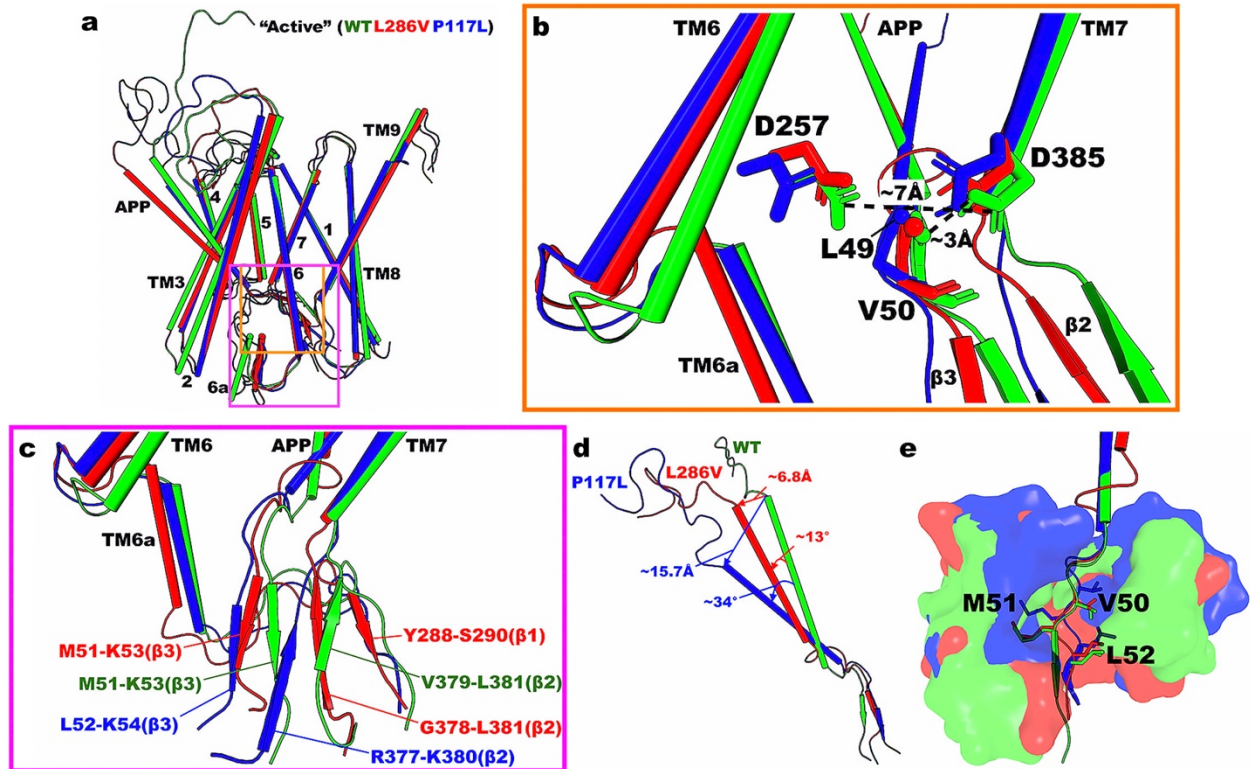 a
"Active" (WT L286V P117L)
TM9
4
APP
5
7
1
TM3
6
TM8
2
6a
b
TM6
APP
TM7
D257
D385
~7Å
L49
~3Å
V50
TM6a
β3
β2
c
TM6
APP
TM7
TM6a
M51-K53(β3)
Y288-S290(β1)
M51-K53(β3)
V379-L381(β2)
L52-K54(β3)
G378-L381(β2)
R377-K380(β2)
d
WT
P117L
L286V
~6.8Å
~13°
~15.7Å
~34°
e
M51
V50
L52